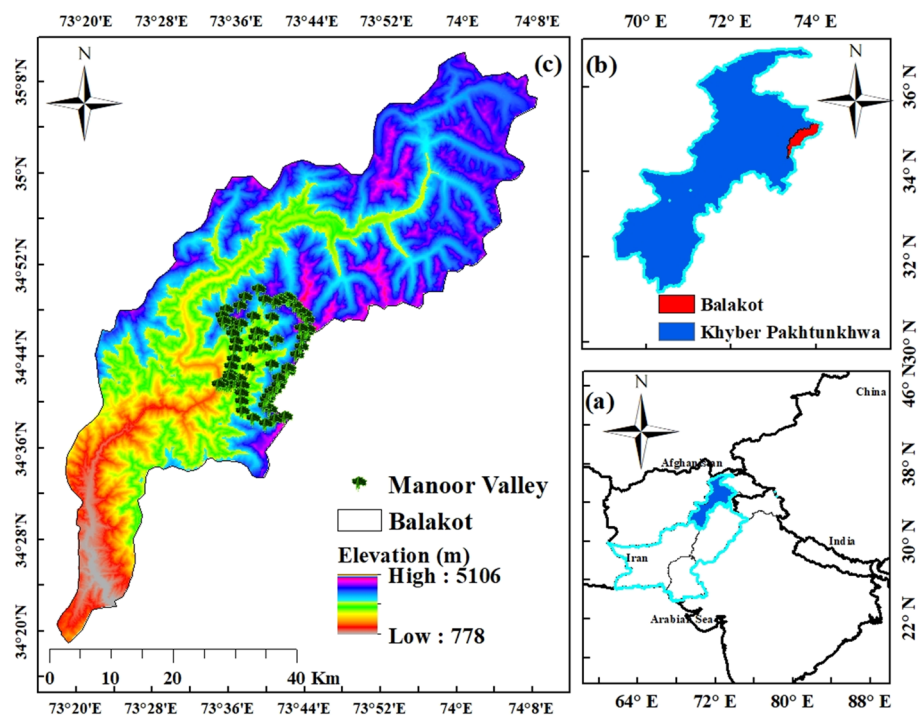 73°20'E 73°28'E 73°36'E 73°44'E 73°52'E 74°E 74°8'E
N
(c)
35°8'N
35°N
34°52'N
34°44'N
34°36'N
34°28'N
34°20'N
Manoor Valley
Balakot
Elevation (m)
High : 5106
Low : 778
0 10 20 40 Km
73°20'E 73°28'E 73°36'E 73°44'E 73°52'E 74°E 74°8'E
70° E 72° E 74° E
(b)
N
36° N
34° N
32° N
30° N
Balakot
Khyber Pakhtunkhwa
70° E 72° E 74° E
(a)
N
China
Afghanistan
India
Iran
Arabian Sea
46° N
38° N
30° N
22° N
64° E 72° E 80° E 88° E